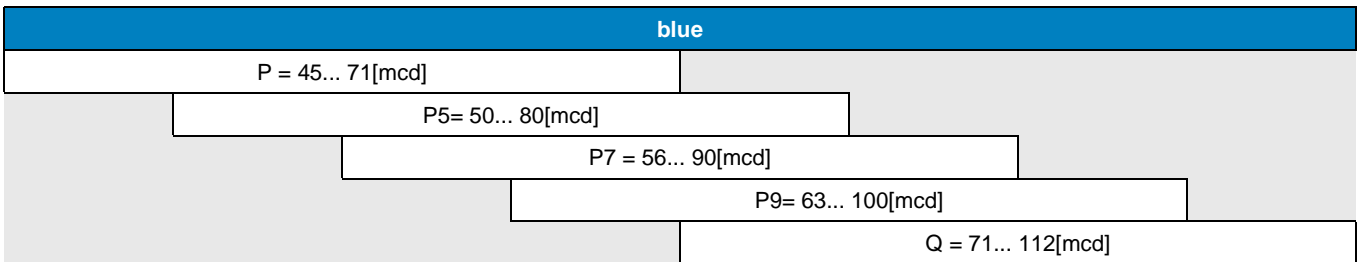 blue
P = 45... 71[mcd]
P5= 50... 80[mcd]
P7 = 56... 90[mcd]
P9= 63... 100[mcd]
Q = 71... 112[mcd]